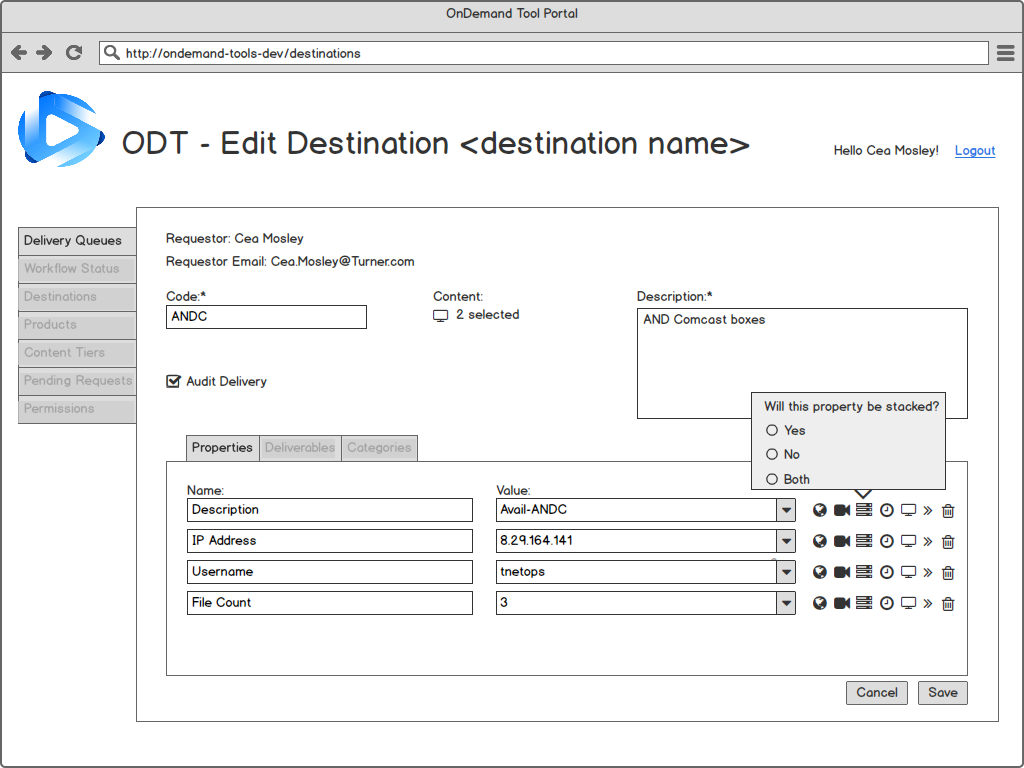 OnDemand Tool Portal
http://ondemand-tools-dev/destinations
ODT - Edit Destination <destination name>
Hello Cea Mosley! Logout
Delivery Queues
Workflow Status
Destinations
Products
Content Tiers
Pending Requests
Permissions
Requestor: Cea Mosley
Requestor Email: Cea.Mosley@Turner.com
Code:* Content: Description:*
ANDC 2 selected AND Comcast boxes
Audit Delivery
Will this property be stacked?
Yes
No
Both
Properties Deliverables Categories
Name: Value:
Description Avail-ANDC
IP Address 8.29.164.141
Username tnetops
File Count 3
Cancel Save